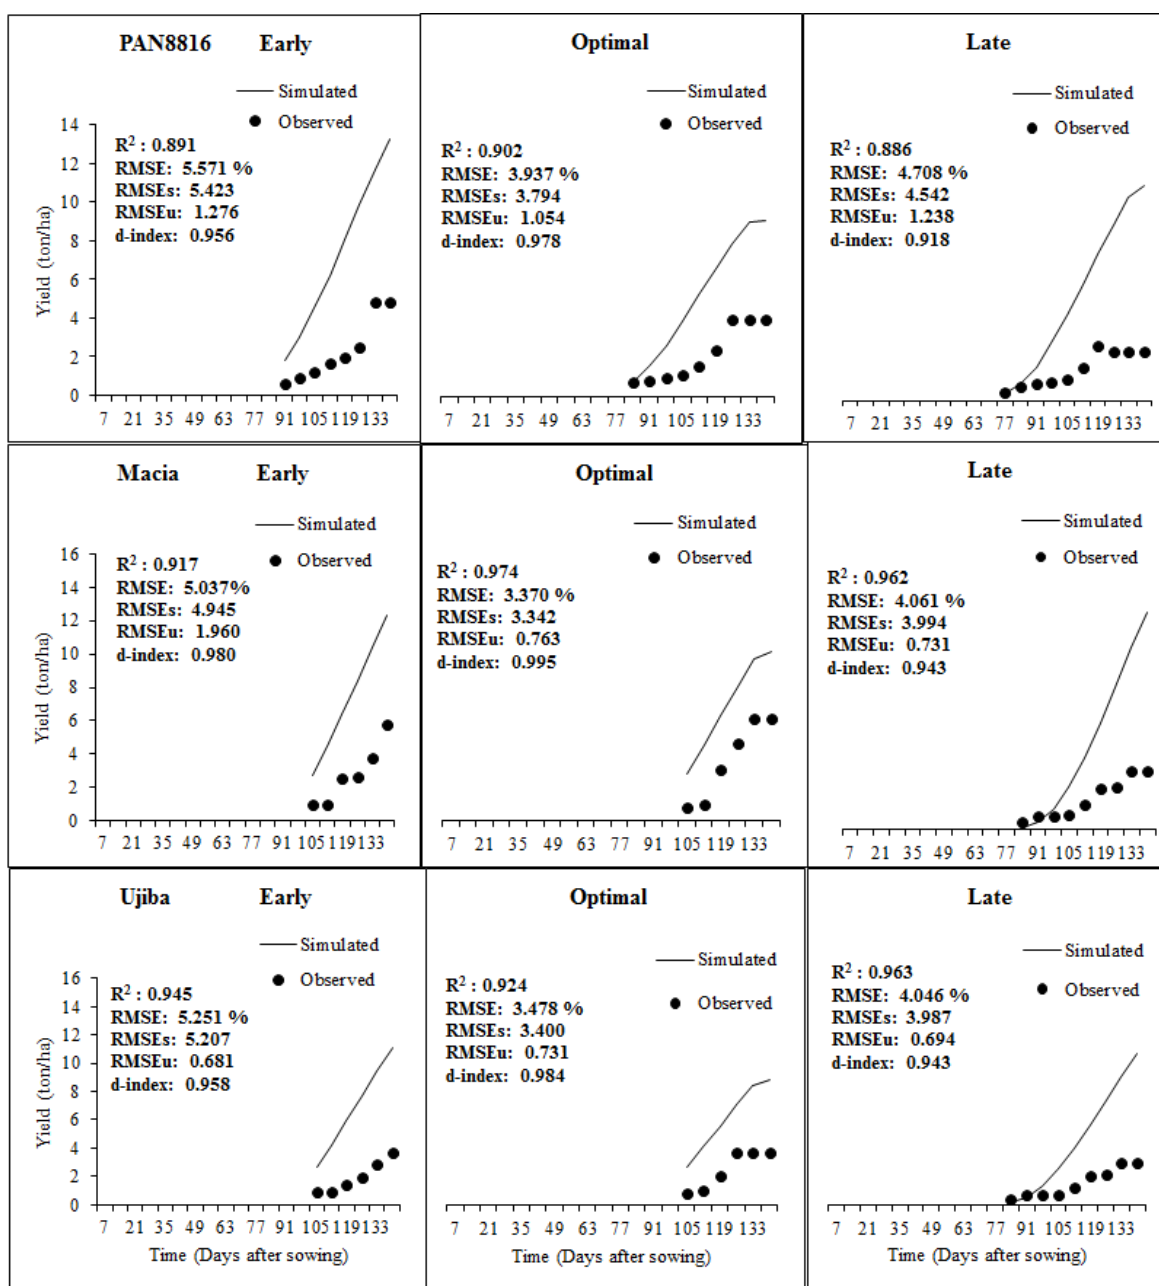 PAN8816 Early
Simulated
Observed
R² : 0.891
RMSE: 5.571 %
RMSEs: 5.423
RMSEu: 1.276
d-index: 0.956
14
12
10
8
6
4
2
0
Yield (ton/ha)
7 21 35 49 63 77 91 105 119 133
Optimal
Simulated
Observed
R² : 0.902
RMSE: 3.937 %
RMSEs: 3.794
RMSEu: 1.054
d-index: 0.978
7 21 35 49 63 77 91 105 119 133
Late
Simulated
Observed
R² : 0.886
RMSE: 4.708 %
RMSEs: 4.542
RMSEu: 1.238
d-index: 0.918
7 21 35 49 63 77 91 105 119 133
Macia Early
Simulated
Observed
R² : 0.917
RMSE: 5.037%
RMSEs: 4.945
RMSEu: 1.960
d-index: 0.980
16
14
12
10
8
6
4
2
0
Yield (ton/ha)
7 21 35 49 63 77 91 105 119 133
Optimal
Simulated
Observed
R² : 0.974
RMSE: 3.370 %
RMSEs: 3.342
RMSEu: 0.763
d-index: 0.995
7 21 35 49 63 77 91 105 119 133
Late
Simulated
Observed
R² : 0.962
RMSE: 4.061 %
RMSEs: 3.994
RMSEu: 0.731
d-index: 0.943
7 21 35 49 63 77 91 105 119 133
Ujiba Early
Simulated
Observed
R² : 0.945
RMSE: 5.251 %
RMSEs: 5.207
RMSEu: 0.681
d-index: 0.958
16
14
12
10
8
6
4
2
0
Yield (ton/ha)
7 21 35 49 63 77 91 105 119 133
Time (Days after sowing)
Optimal
Simulated
Observed
R² : 0.924
RMSE: 3.478 %
RMSEs: 3.400
RMSEu: 0.731
d-index: 0.984
7 21 35 49 63 77 91 105 119 133
Time (Days after sowing)
Late
Simulated
Observed
R² : 0.963
RMSE: 4.046 %
RMSEs: 3.987
RMSEu: 0.694
d-index: 0.943
7 21 35 49 63 77 91 105 119 133
Time (Days after sowing)